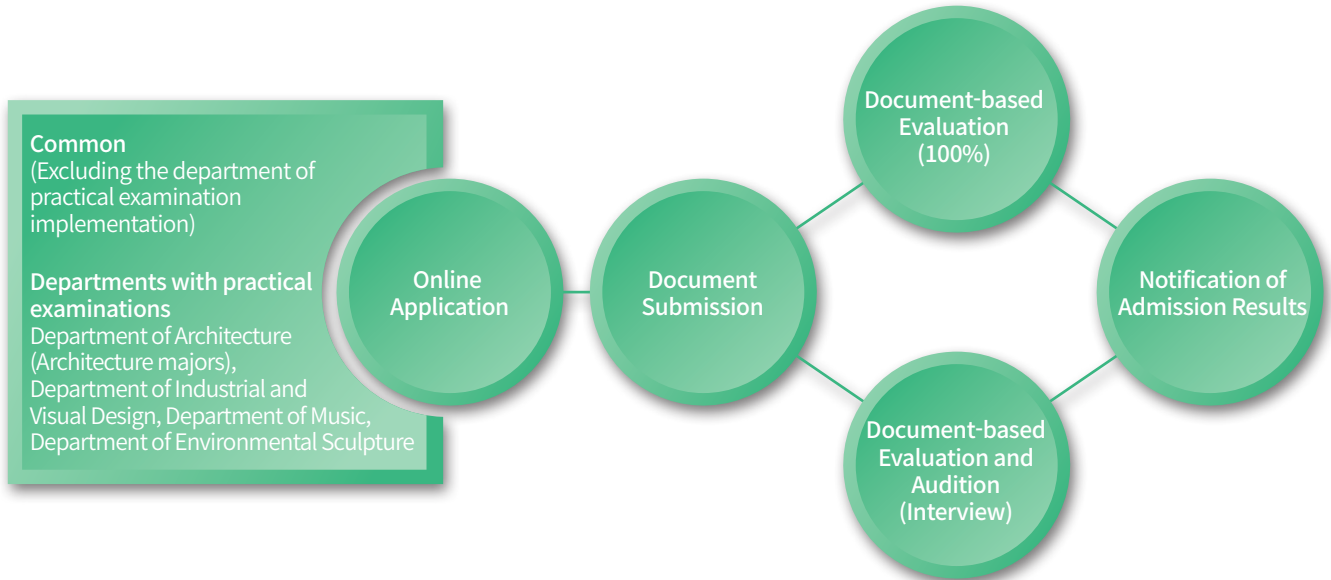 Common
(Excluding the department of
practical examination
implementation)
Departments with practical
examinations
Department of Architecture
(Architecture majors),
Department of Industrial and
Visual Design, Department of Music,
Department of Environmental Sculpture
Online
Application
Document
Submission
Document-based
Evaluation
(100%)
Document-based
Evaluation and
Audition
(Interview)
Notification of
Admission Results